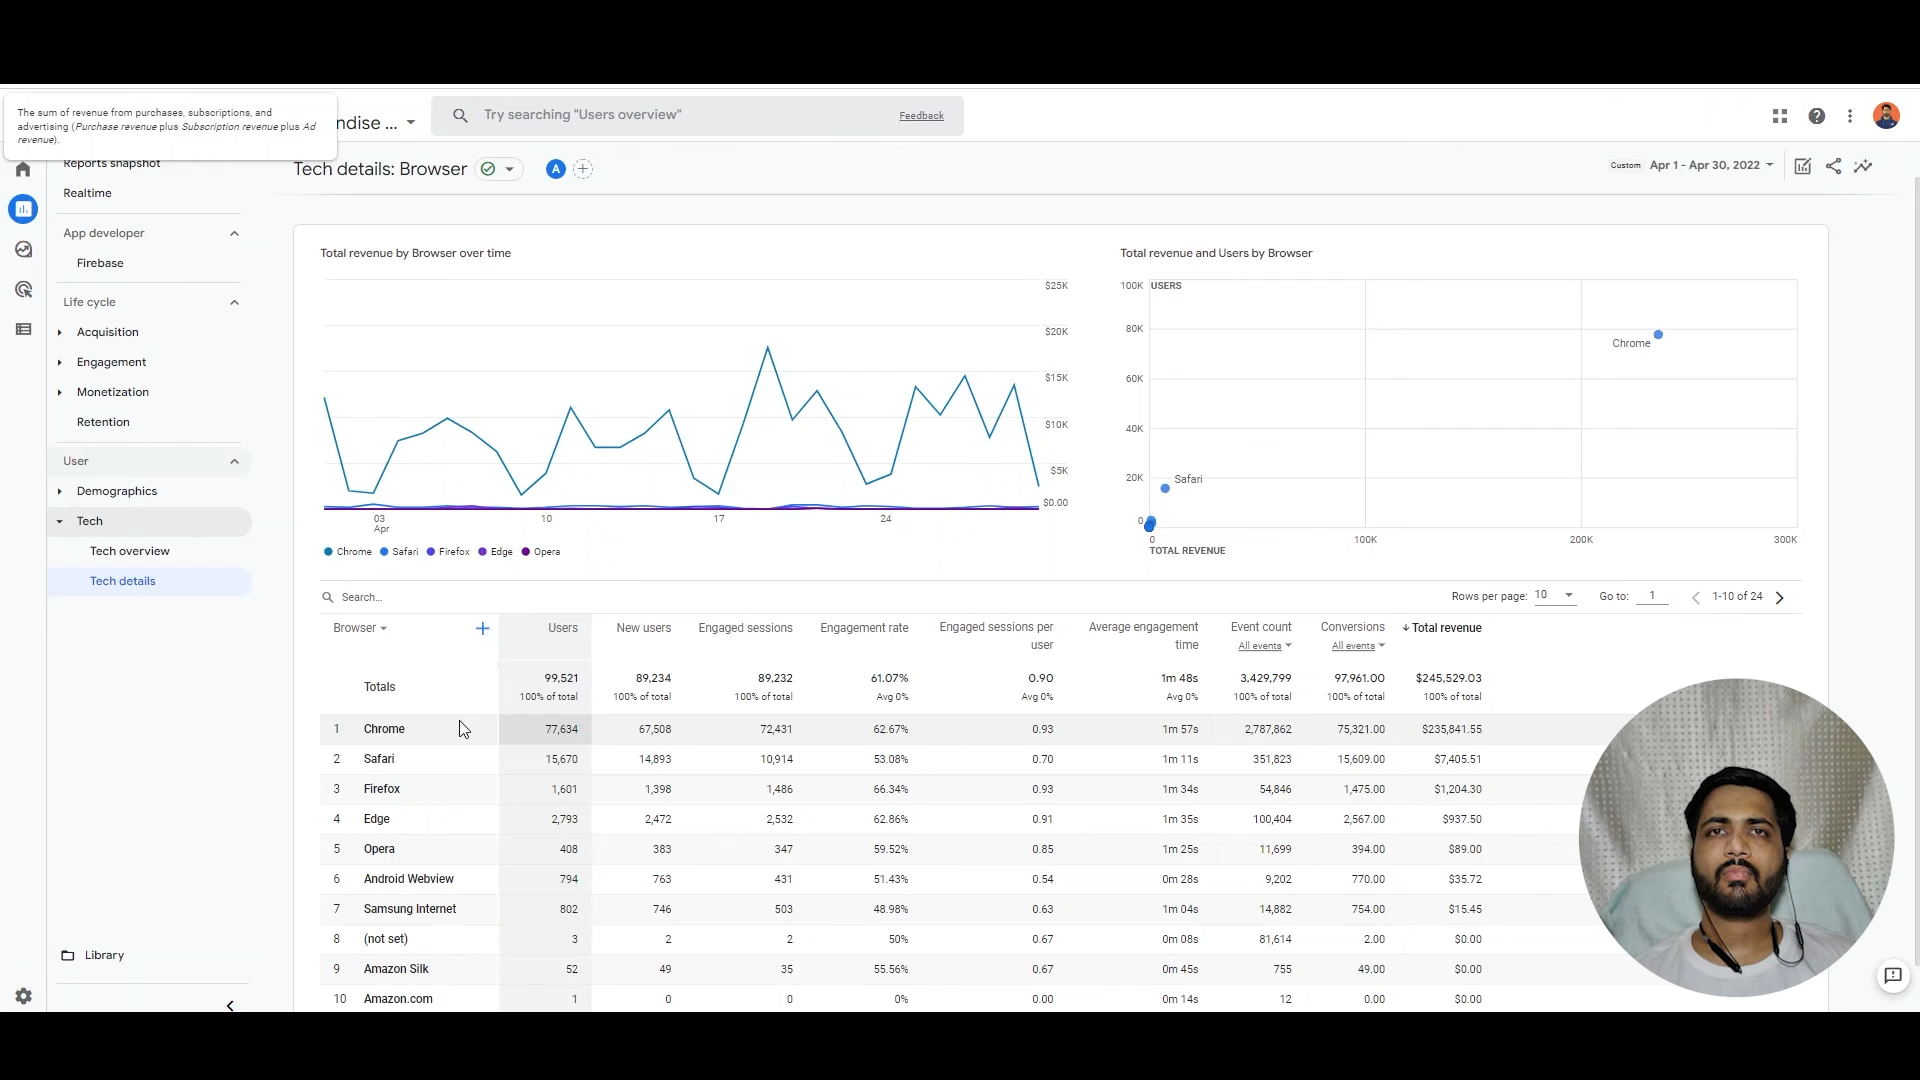 The sum of revenue from purchases, subscriptions, and
advertising (Purchase revenue plus Subscription revenue plus Ad
revenue).
ndise ...
Try searching "Users overview"
Feedback
Reports snapshot
Realtime
App developer
Firebase
Life cycle
Acquisition
Engagement
Monetization
Retention
User
Demographics
Tech
Tech overview
Tech details
Library
Tech details: Browser
A
Custom Apr 1 - Apr 30, 2022
Total revenue by Browser over time
$25K
$20K
$15K
$10K
$5K
$0.00
03 10 17 24
Apr
Chrome Safari Firefox Edge Opera
Total revenue and Users by Browser
100K USERS
80K
60K
40K
20K
0
Chrome
Safari
0 100K 200K 300K
TOTAL REVENUE
Search...
Rows per page: 10 Go to: 1 1-10 of 24
Browser Users New users Engaged sessions Engagement rate Engaged sessions per user Average engagement time Event count Conversions Total revenue
All events All events
Totals 99,521 89,234 89,232 61.07% 0.90 1m 48s 3,429,799 97,961.00 $245,529.03
100% of total 100% of total 100% of total Avg 0% Avg 0% Avg 0% 100% of total 100% of total 100% of total
1 Chrome 77,634 67,508 72,431 62.67% 0.93 1m 57s 2,787,862 75,321.00 $235,841.55
2 Safari 15,670 14,893 10,914 53.08% 0.70 1m 11s 351,823 15,609.00 $7,405.51
3 Firefox 1,601 1,398 1,486 66.34% 0.93 1m 34s 54,846 1,475.00 $1,204.30
4 Edge 2,793 2,472 2,532 62.86% 0.91 1m 35s 100,404 2,567.00 $937.50
5 Opera 408 383 347 59.52% 0.85 1m 25s 11,699 394.00 $89.00
6 Android Webview 794 763 431 51.43% 0.54 0m 28s 9,202 770.00 $35.72
7 Samsung Internet 802 746 503 48.98% 0.63 1m 04s 14,882 754.00 $15.45
8 (not set) 3 2 2 50% 0.67 0m 08s 81,614 2.00 $0.00
9 Amazon Silk 52 49 35 55.56% 0.67 0m 45s 755 49.00 $0.00
10 Amazon.com 1 0 0 0% 0.00 0m 14s 12 0.00 $0.00